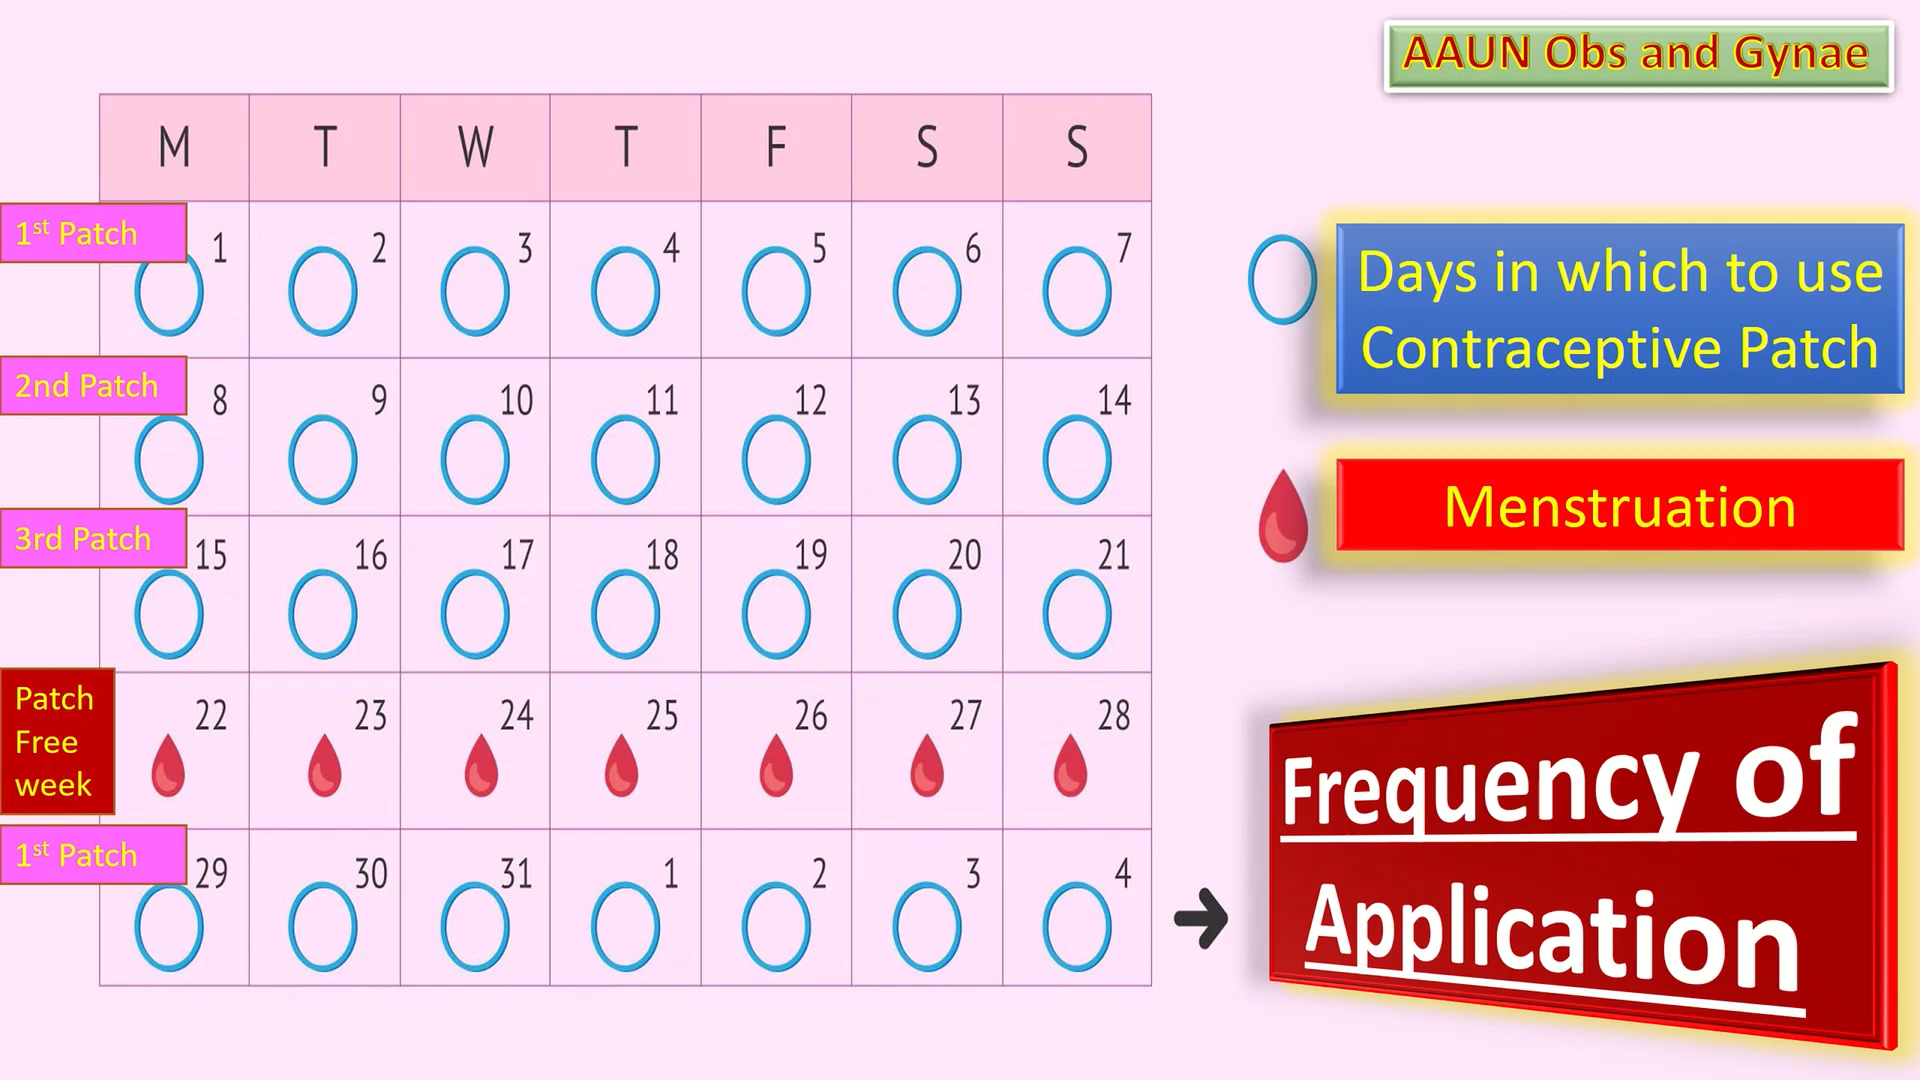 AAUN Obs and Gynae
M T W T F S S
1st Patch
1 2 3 4 5 6 7
2nd Patch
8 9 10 11 12 13 14
3rd Patch
15 16 17 18 19 20 21
Patch
Free
week
22 23 24 25 26 27 28
1st Patch
29 30 31 1 2 3 4
Days in which to use
Contraceptive Patch
Menstruation
Frequency of
Application